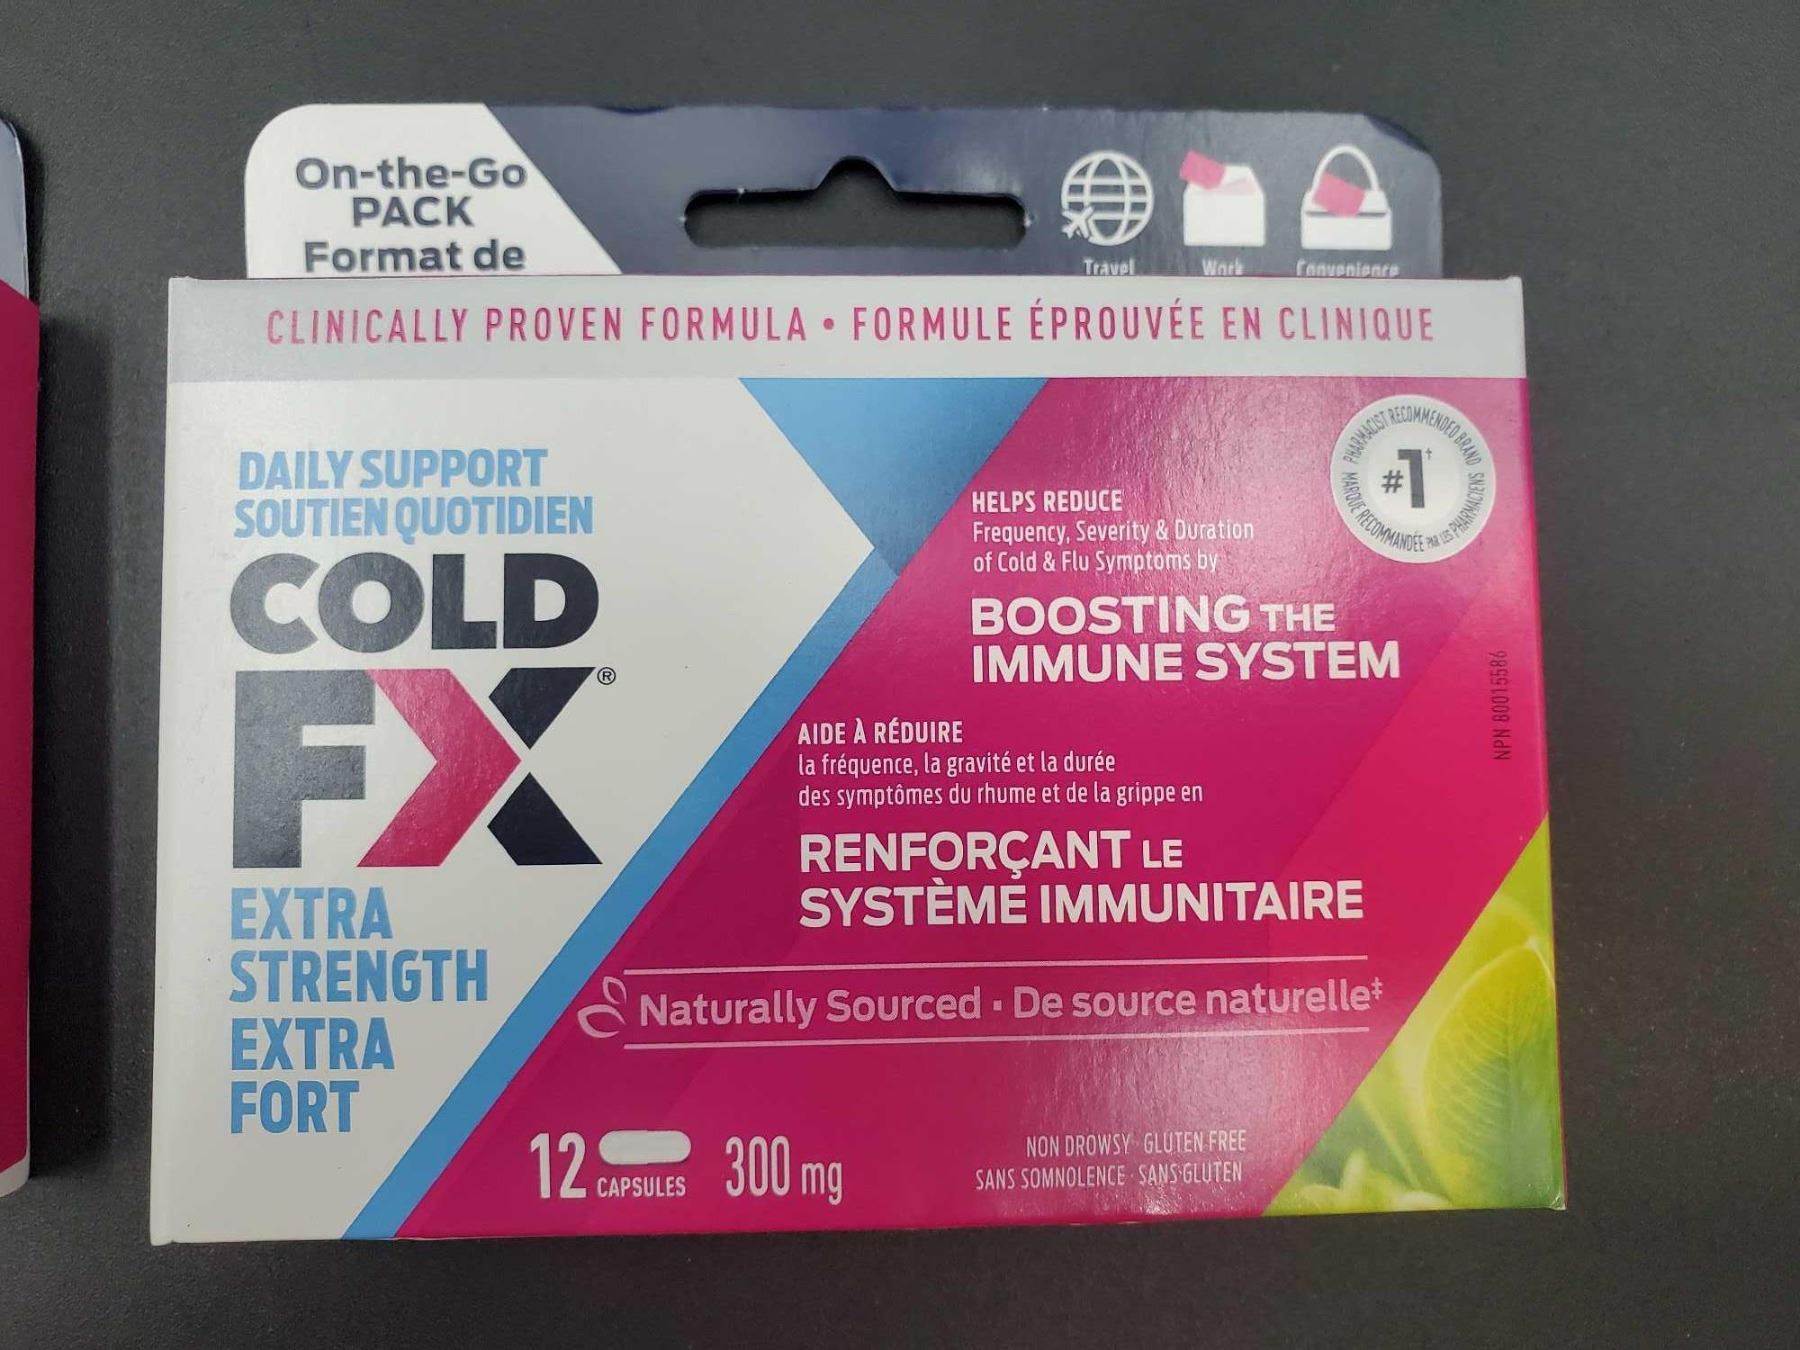 On-the-Go
PACK
Format de
Travel
Work
Convenience
CLINICALLY PROVEN FORMULA • FORMULE ÉPROUVÉE EN CLINIQUE
DAILY SUPPORT
SOUTIEN QUOTIDIEN
COLD
FX®
EXTRA
STRENGTH
EXTRA
FORT
PHARMACIST RECOMMENDED BRAND
#1†
MARQUE RECOMMANDÉE PAR LES PHARMACIENS
HELPS REDUCE
Frequency, Severity & Duration
of Cold & Flu Symptoms by
BOOSTING THE
IMMUNE SYSTEM
AIDE À RÉDUIRE
la fréquence, la gravité et la durée
des symptômes du rhume et de la grippe en
RENFORÇANT LE
SYSTÈME IMMUNITAIRE
NPN 80015586
Naturally Sourced · De source naturelle‡
12 CAPSULES 300 mg
NON DROWSY · GLUTEN FREE
SANS SOMNOLENCE · SANS GLUTEN